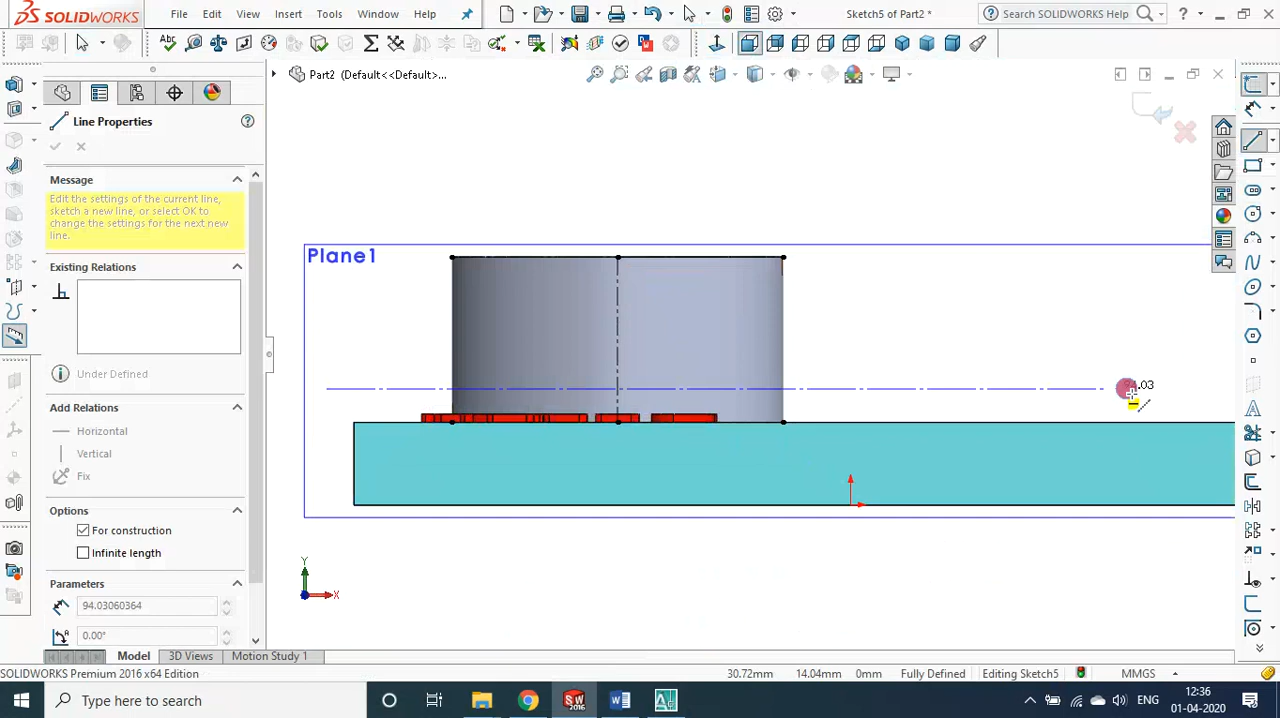 SOLIDWORKS
File Edit View Insert Tools Window Help
Sketch5 of Part2 *
Search SOLIDWORKS Help
Part2 (Default<<Default>...
Line Properties
Message
Edit the settings of the current line,
sketch a new line, or select OK to
change the settings for the next new
line.
Existing Relations
Under Defined
Add Relations
Horizontal
Vertical
Fix
Options
For construction
Infinite length
Parameters
94.03060364
0.00°
Plane1
94.03
Y
X
Model 3D Views Motion Study 1
SOLIDWORKS Premium 2016 x64 Edition
30.72mm 14.04mm 0mm Fully Defined Editing Sketch5 MMGS
Type here to search
ENG
12:36
01-04-2020